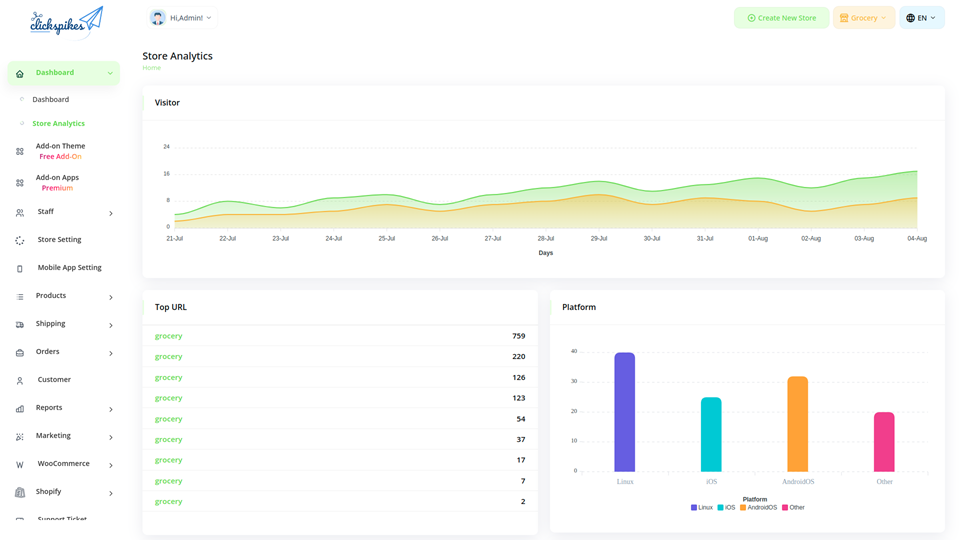 clickspikes
Hi,Admin!
Create New Store
Grocery
EN
Dashboard
Dashboard
Store Analytics
Add-on Theme
Free Add-On
Add-on Apps
Premium
Staff
Store Setting
Mobile App Setting
Products
Shipping
Orders
Customer
Reports
Marketing
WooCommerce
Shopify
Support Ticket
Store Analytics
Home
Visitor
24
16
8
0
21-Jul 22-Jul 23-Jul 24-Jul 25-Jul 26-Jul 27-Jul 28-Jul 29-Jul 30-Jul 31-Jul 01-Aug 02-Aug 03-Aug 04-Aug
Days
Top URL
grocery 759
grocery 220
grocery 126
grocery 123
grocery 54
grocery 37
grocery 17
grocery 7
grocery 2
Platform
40
30
20
10
0
Linux iOS AndroidOS Other
Platform
Linux iOS AndroidOS Other